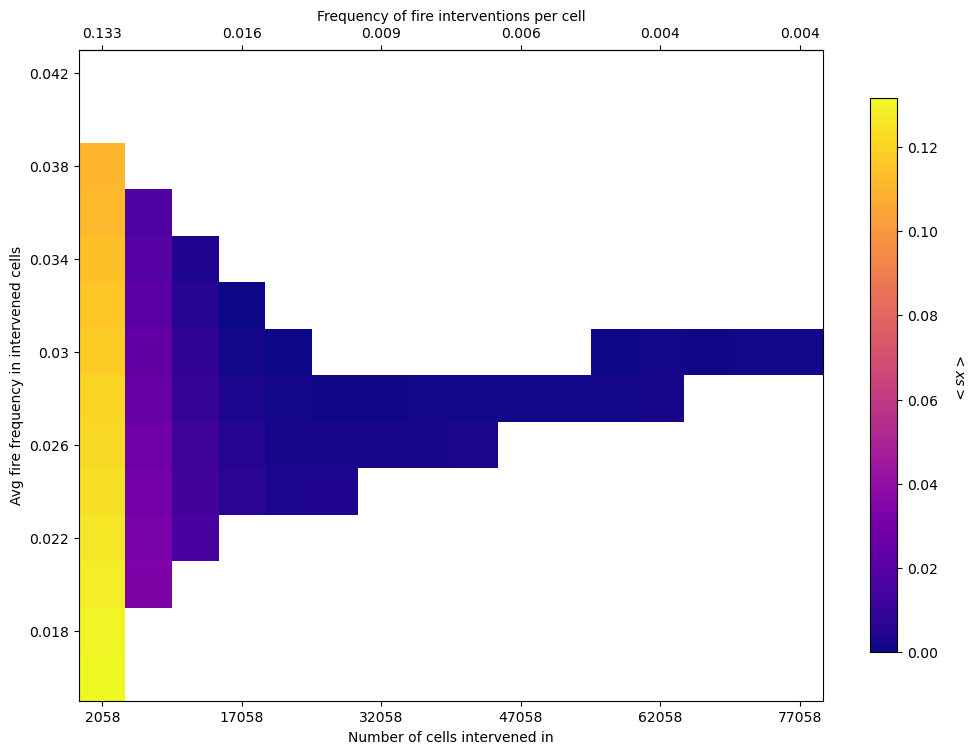 Frequency of fire interventions per cell
0.133 0.016 0.009 0.006 0.004 0.004
0.042
0.038
0.034
0.03
0.026
0.022
0.018
Avg fire frequency in intervened cells
2058 17058 32058 47058 62058 77058
Number of cells intervened in
0.12
0.10
0.08
0.06
0.04
0.02
0.00
< sx >